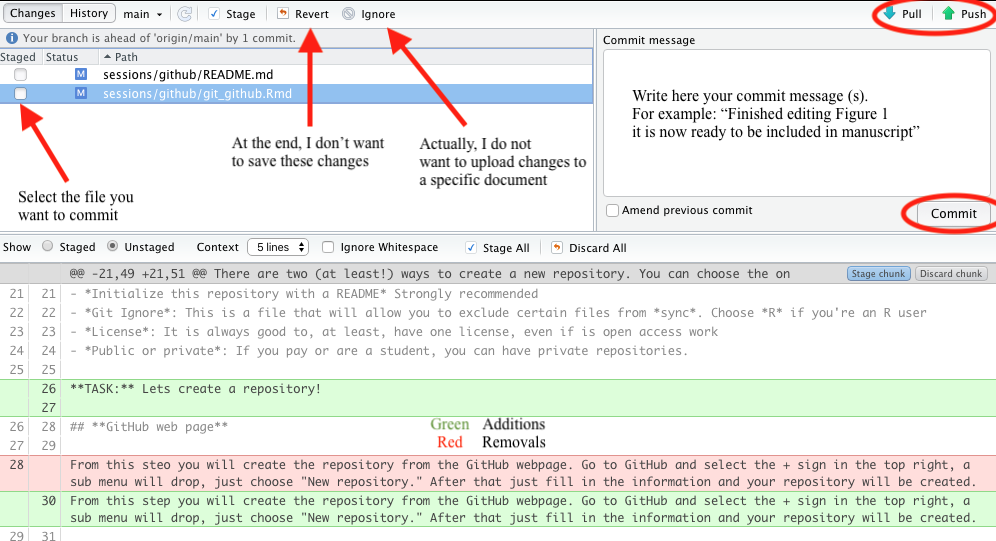 Changes History main Stage Revert Ignore Pull Push
Your branch is ahead of 'origin/main' by 1 commit.
Staged Status Path
M sessions/github/README.md
M sessions/github/git_github.Rmd
At the end, I don't want
to save these changes
Actually, I do not
want to upload changes to
a specific document
Select the file you
want to commit
Commit message
Write here your commit message (s).
For example: “Finished editing Figure 1
it is now ready to be included in manuscript”
Amend previous commit
Commit
Show Staged Unstaged Context 5 lines Ignore Whitespace Stage All Discard All
@@ -21,49 +21,51 @@ There are two (at least!) ways to create a new repository. You can choose the on Stage chunk Discard chunk
21 21 - *Initialize this repository with a README* Strongly recommended
22 22 - *Git Ignore*: This is a file that will allow you to exclude certain files from *sync*. Choose *R* if you're an R user
23 23 - *License*: It is always good to, at least, have one license, even if is open access work
24 24 - *Public or private*: If you pay or are a student, you can have private repositories.
25 25
26 **TASK:** Lets create a repository!
27
26 28 ## **GitHub web page**
27 29
Green Additions
Red Removals
28 From this steo you will create the repository from the GitHub webpage. Go to GitHub and select the + sign in the top right, a
sub menu will drop, just choose "New repository." After that just fill in the information and your repository will be created.
30 From this step you will create the repository from the GitHub webpage. Go to GitHub and select the + sign in the top right, a
sub menu will drop, just choose "New repository." After that just fill in the information and your repository will be created.
29 31